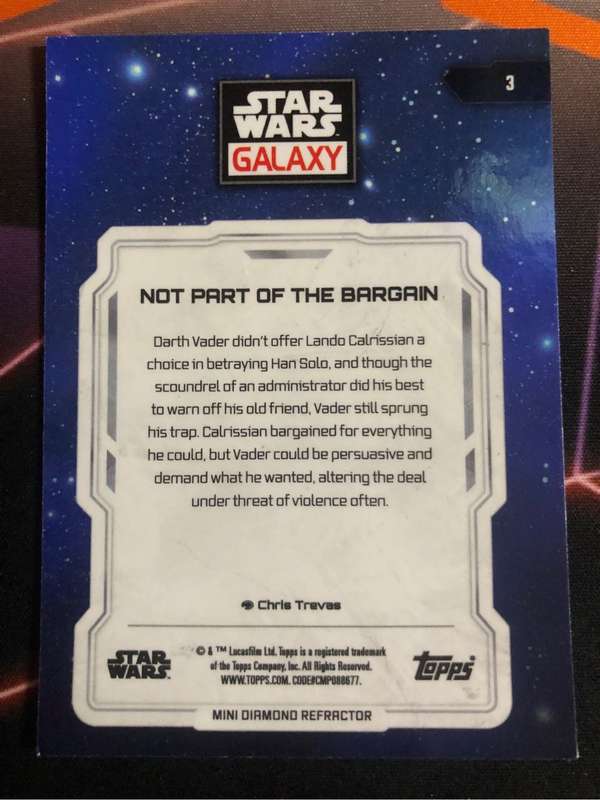 3
STAR
WARS
GALAXY
NOT PART OF THE BARGAIN
Darth Vader didn't offer Lando Calrissian a
choice in betraying Han Solo, and though the
scoundrel of an administrator did his best
to warn off his old friend, Vader still sprung
his trap. Calrissian bargained for everything
he could, but Vader could be persuasive and
demand what he wanted, altering the deal
under threat of violence often.
Chris Trevas
© & ™ Lucasfilm Ltd. Topps is a registered trademark
of the Topps Company, Inc. All Rights Reserved.
WWW.TOPPS.COM. CODE#CMP088677.
STAR
WARS
topps
MINI DIAMOND REFRACTOR